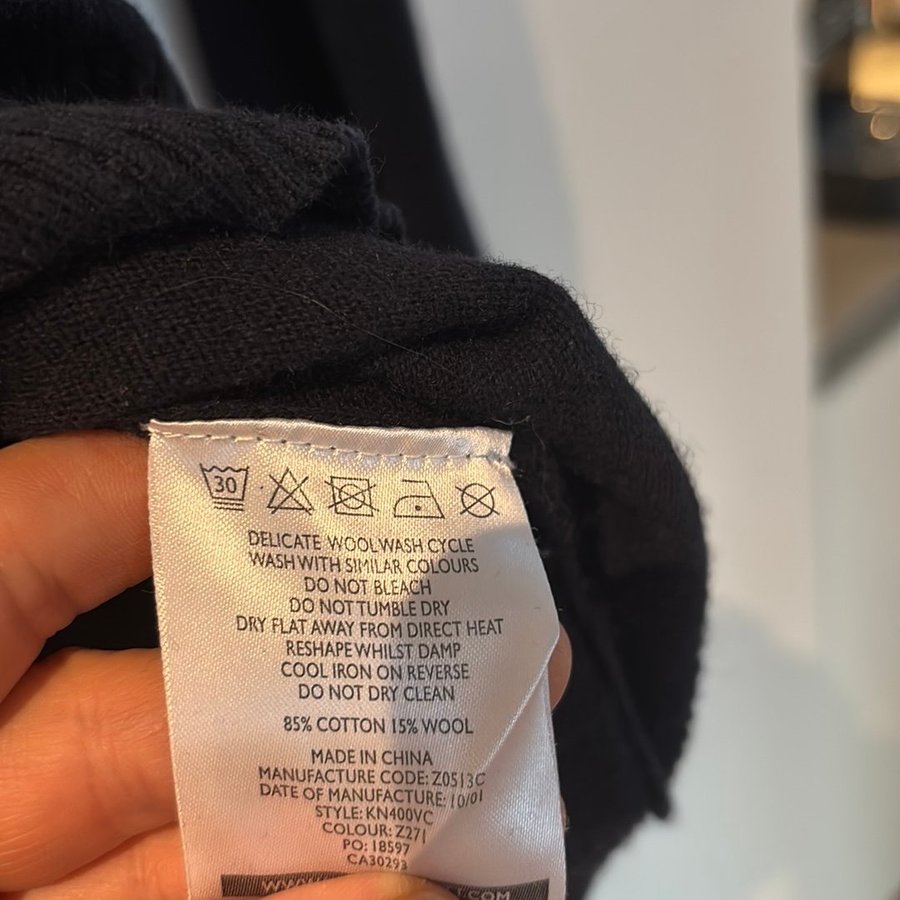 30
DELICATE WOOLWASH CYCLE
WASH WITH SIMILAR COLOURS
DO NOT BLEACH
DO NOT TUMBLE DRY
DRY FLAT AWAY FROM DIRECT HEAT
RESHAPE WHILST DAMP
COOL IRON ON REVERSE
DO NOT DRY CLEAN
85% COTTON 15% WOOL
MADE IN CHINA
MANUFACTURE CODE: Z0513C
DATE OF MANUFACTURE: 10/01
STYLE: KN400VC
COLOUR: Z271
PO: 18597
CA30293